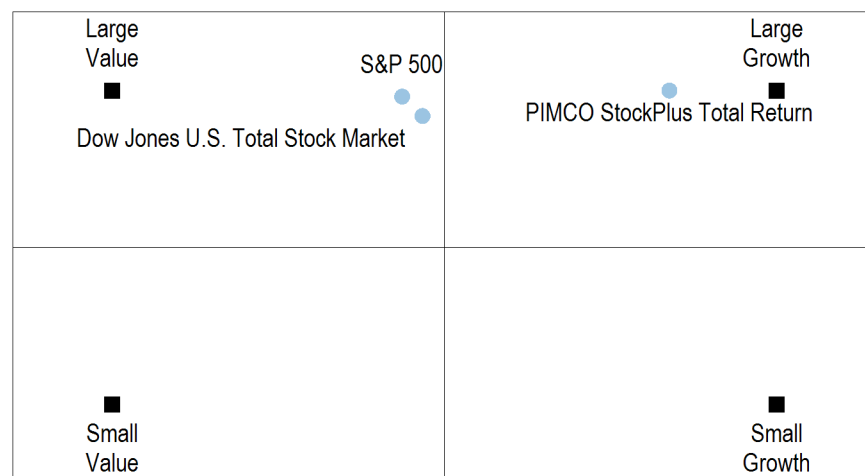 Large
Value
Large
Growth
S&P 500
PIMCO StockPlus Total Return
Dow Jones U.S. Total Stock Market
Small
Value
Small
Growth